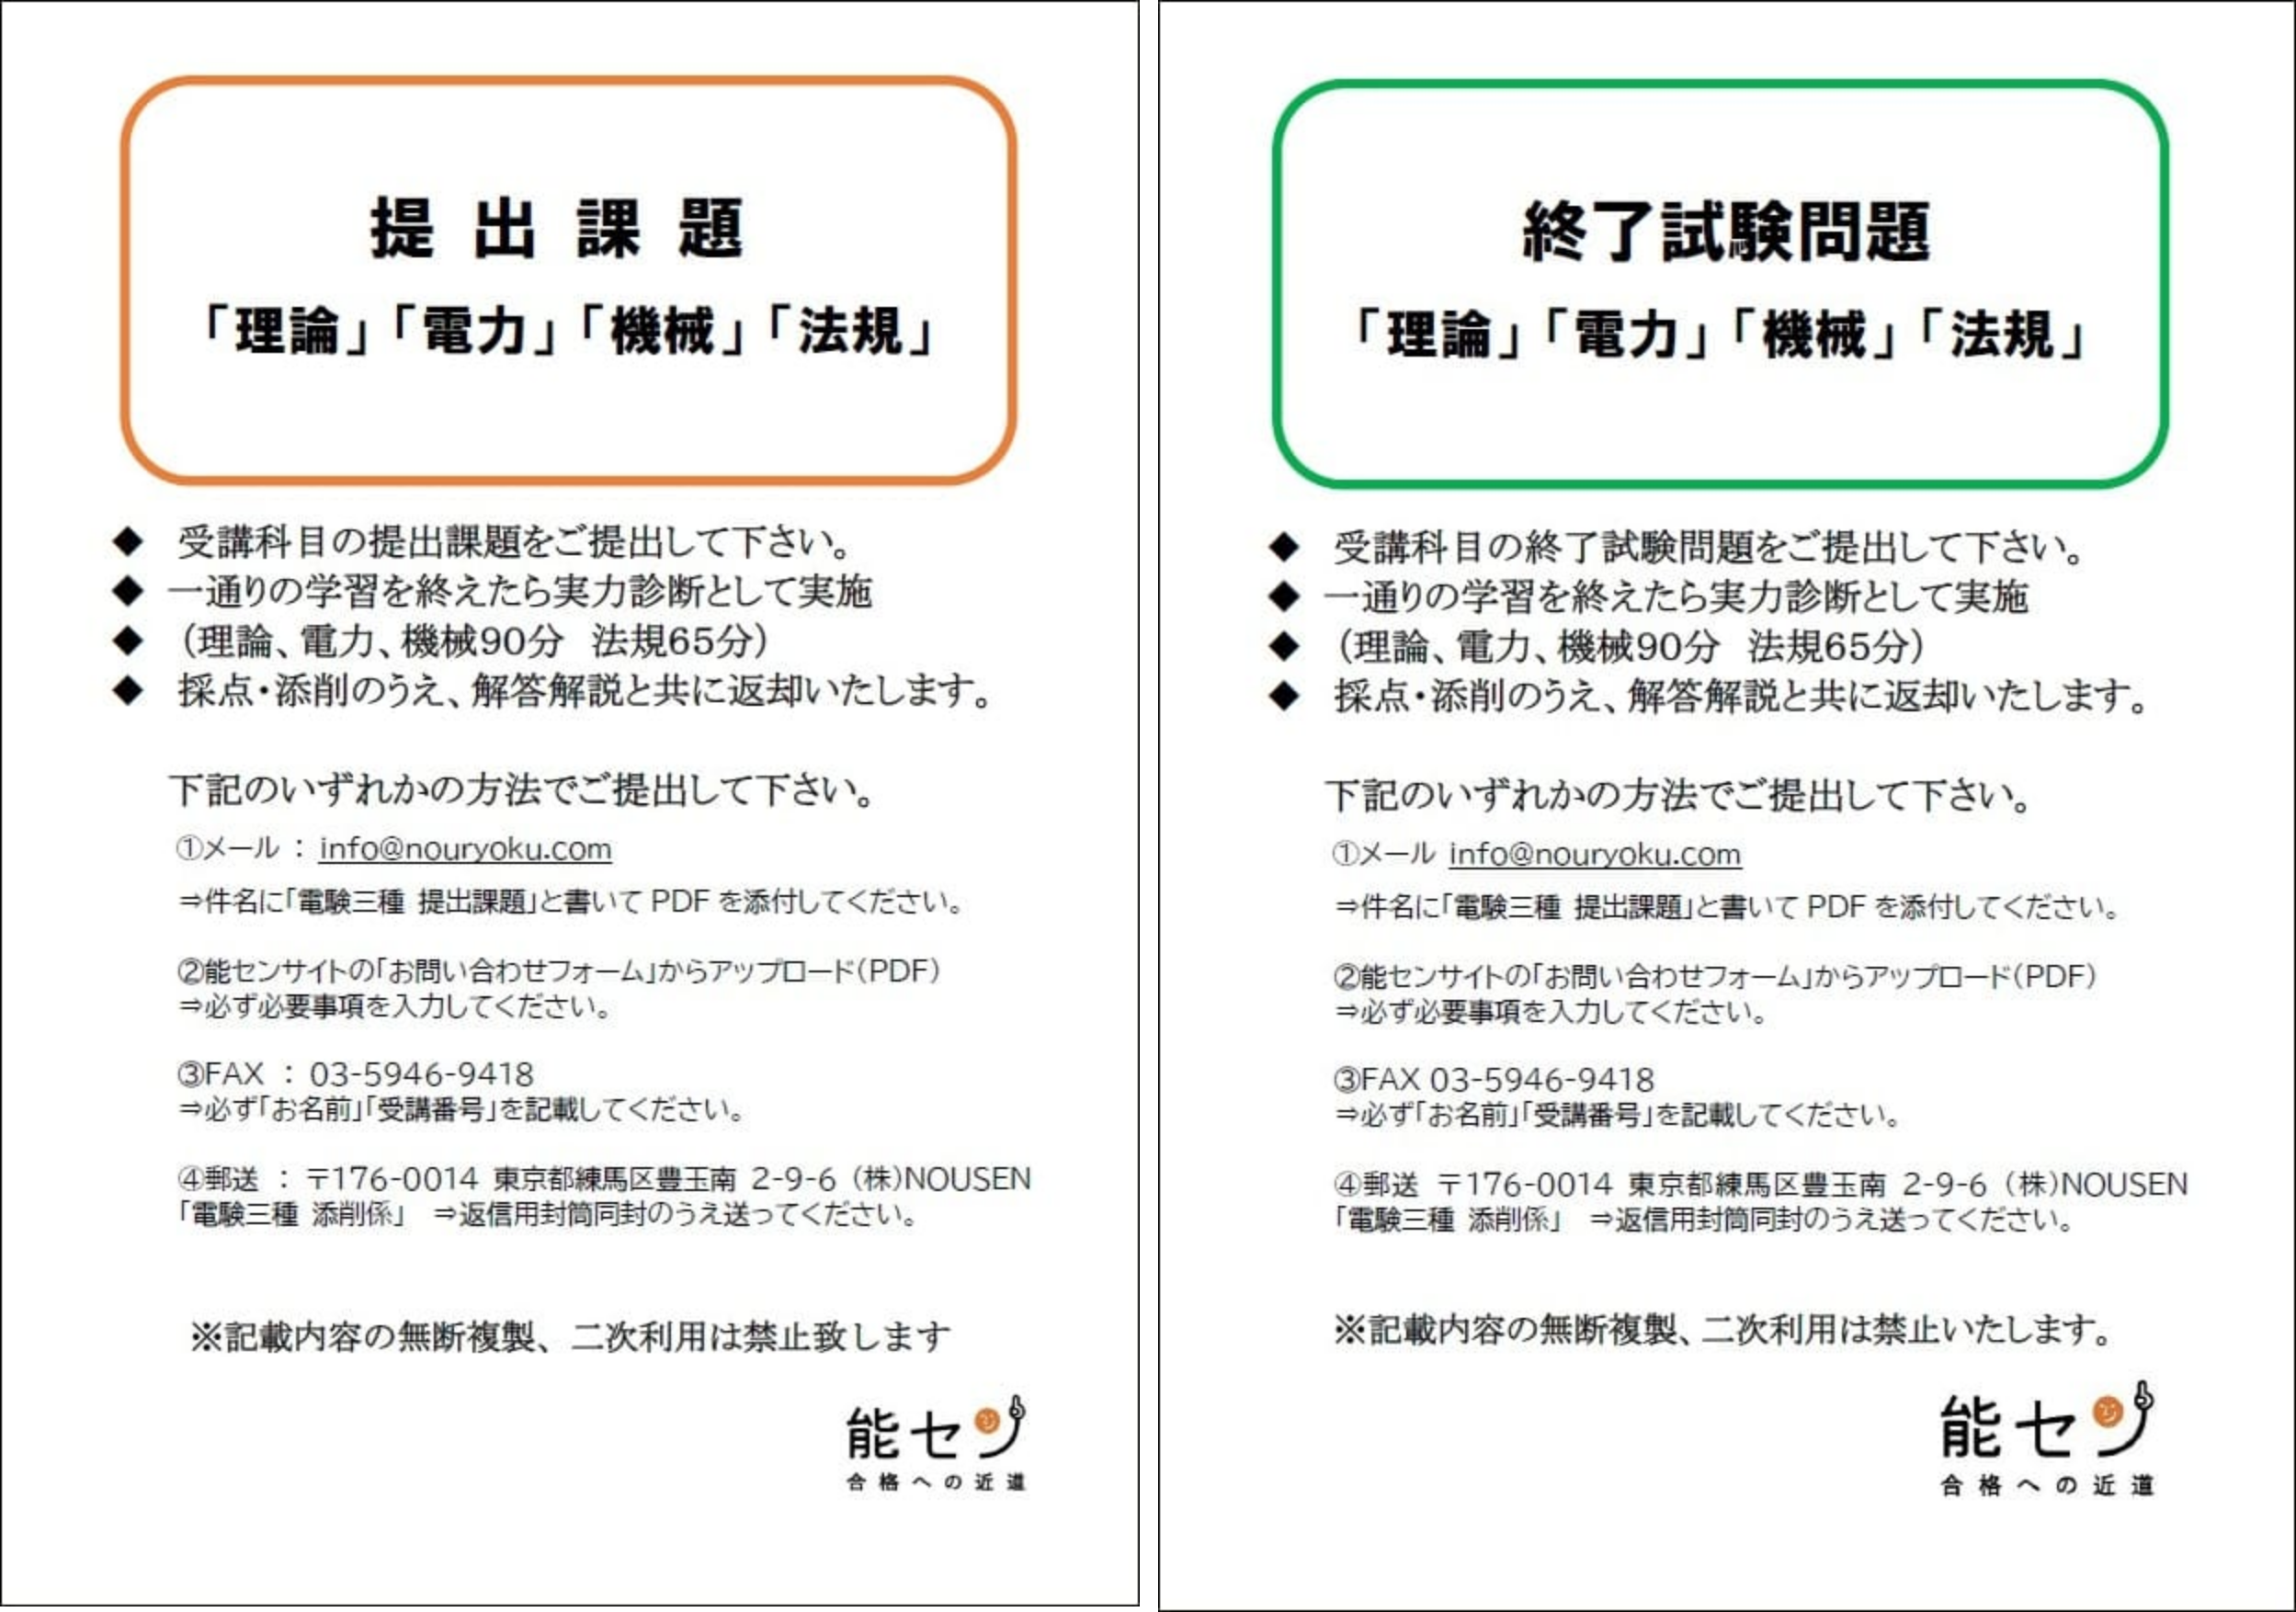 提出課題
「理論」「電力」「機械」「法規」
◆ 受講科目の提出課題をご提出して下さい。
◆ 一通りの学習を終えたら実力診断として実施
◆ （理論、電力、機械90分　法規65分）
◆ 採点・添削のうえ、解答解説と共に返却いたします。
下記のいずれかの方法でご提出して下さい。
①メール ： info@nouryoku.com
⇒件名に「電験三種 提出課題」と書いて PDF を添付してください。
②能センサイトの「お問い合わせフォーム」からアップロード（PDF）
⇒必ず必要事項を入力してください。
③FAX ： 03-5946-9418
⇒必ず「お名前」「受講番号」を記載してください。
④郵送 ： 〒176-0014 東京都練馬区豊玉南 2-9-6 （株）NOUSEN
「電験三種 添削係」 ⇒返信用封筒同封のうえ送ってください。
※記載内容の無断複製、二次利用は禁止致します
能セン
合格への近道
終了試験問題
「理論」「電力」「機械」「法規」
◆ 受講科目の終了試験問題をご提出して下さい。
◆ 一通りの学習を終えたら実力診断として実施
◆ （理論、電力、機械90分　法規65分）
◆ 採点・添削のうえ、解答解説と共に返却いたします。
下記のいずれかの方法でご提出して下さい。
①メール info@nouryoku.com
⇒件名に「電験三種 提出課題」と書いて PDF を添付してください。
②能センサイトの「お問い合わせフォーム」からアップロード（PDF）
⇒必ず必要事項を入力してください。
③FAX 03-5946-9418
⇒必ず「お名前」「受講番号」を記載してください。
④郵送 〒176-0014 東京都練馬区豊玉南 2-9-6 （株）NOUSEN
「電験三種 添削係」 ⇒返信用封筒同封のうえ送ってください。
※記載内容の無断複製、二次利用は禁止いたします。
能セン
合格への近道